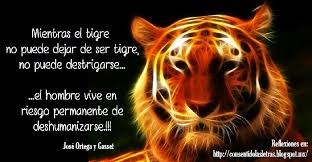 Mientras el tigre
no puede dejar de ser tigre,
no puede destrigarse...
...el hombre vive en
riesgo permanente de
deshumanizarse.!!!
José Ortega y Gasset
Reflexiones en:
http://consentidoslasletras.blogspot.mx/